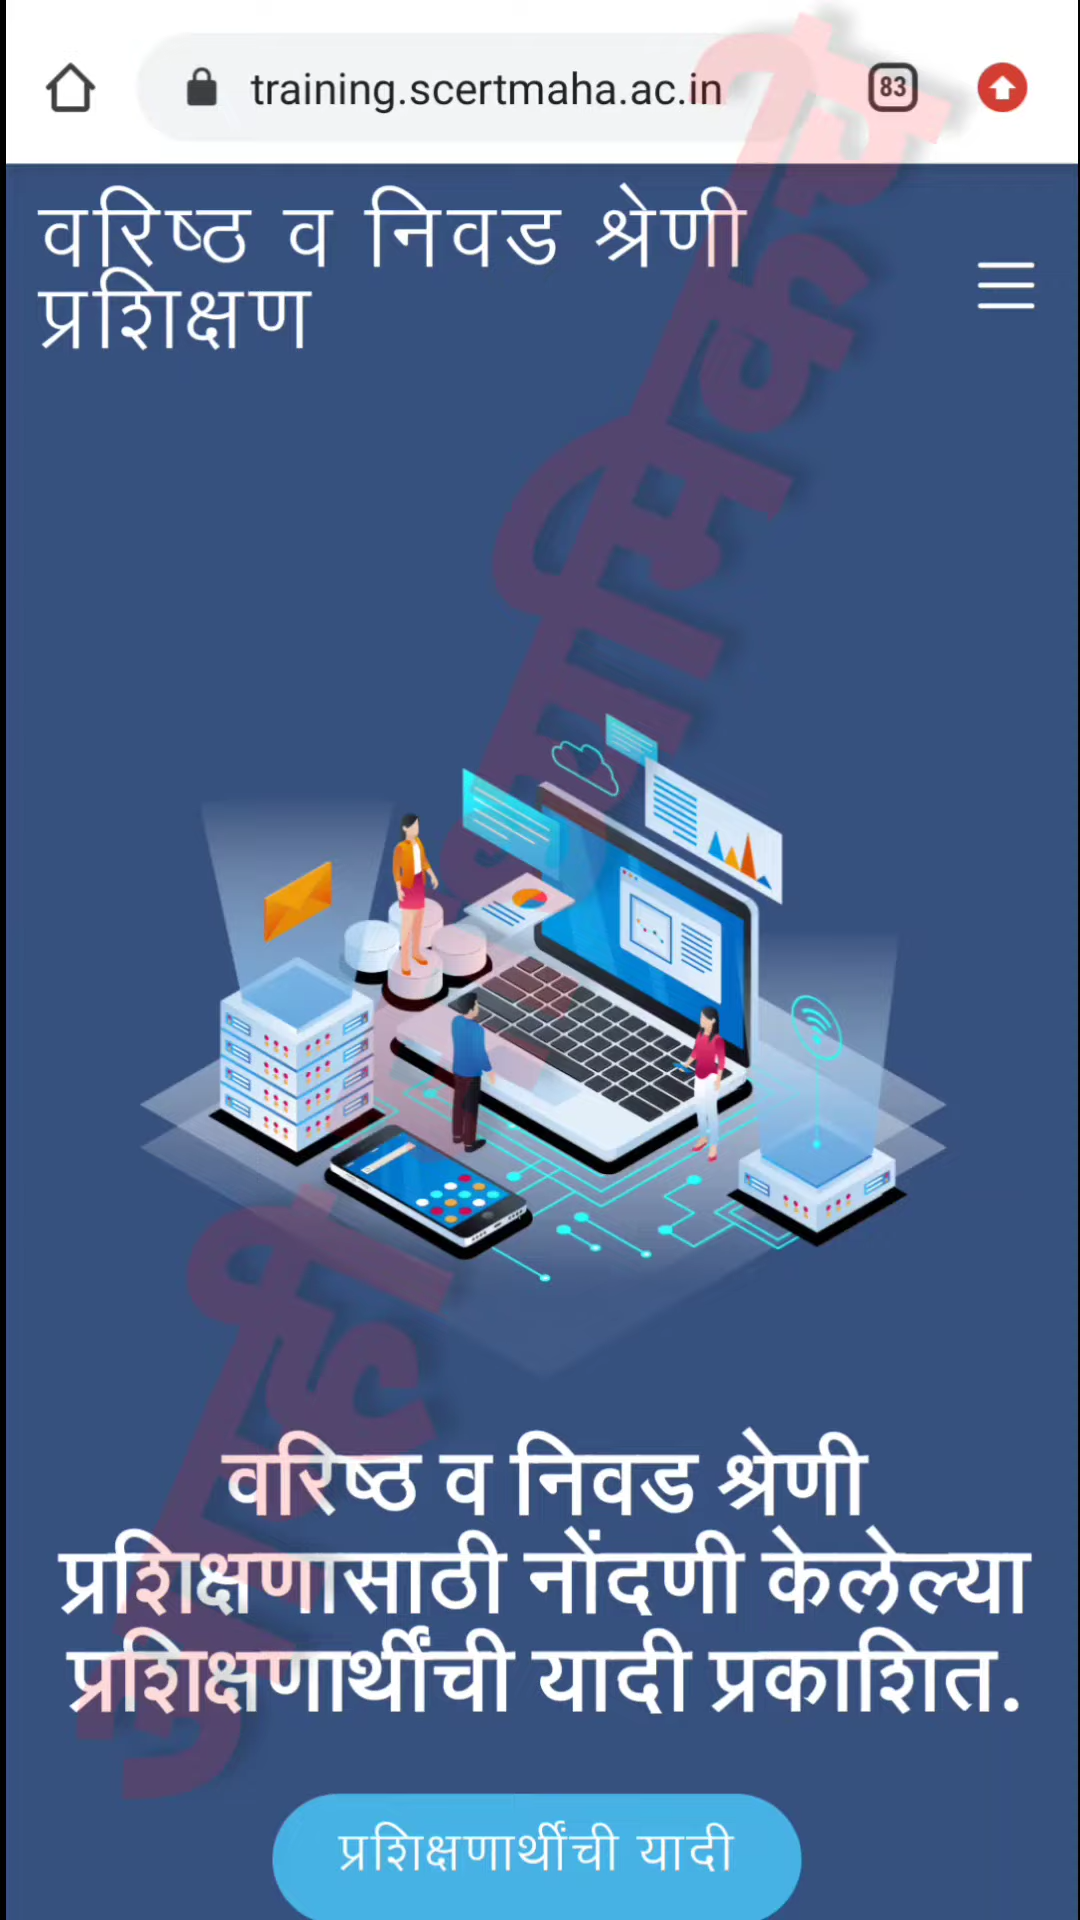 training.scertmaha.ac.in
83
वरिष्ठ व निवड श्रेणी
प्रशिक्षण
वरिष्ठ व निवड श्रेणी
प्रशिक्षणासाठी नोंदणी केलेल्या
प्रशिक्षणार्थींची यादी प्रकाशित.
प्रशिक्षणार्थींची यादी